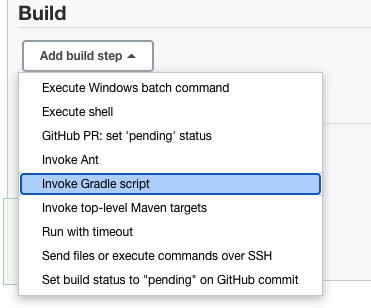 Build
Add build step
Execute Windows batch command
Execute shell
GitHub PR: set 'pending' status
Invoke Ant
Invoke Gradle script
Invoke top-level Maven targets
Run with timeout
Send files or execute commands over SSH
Set build status to "pending" on GitHub commit